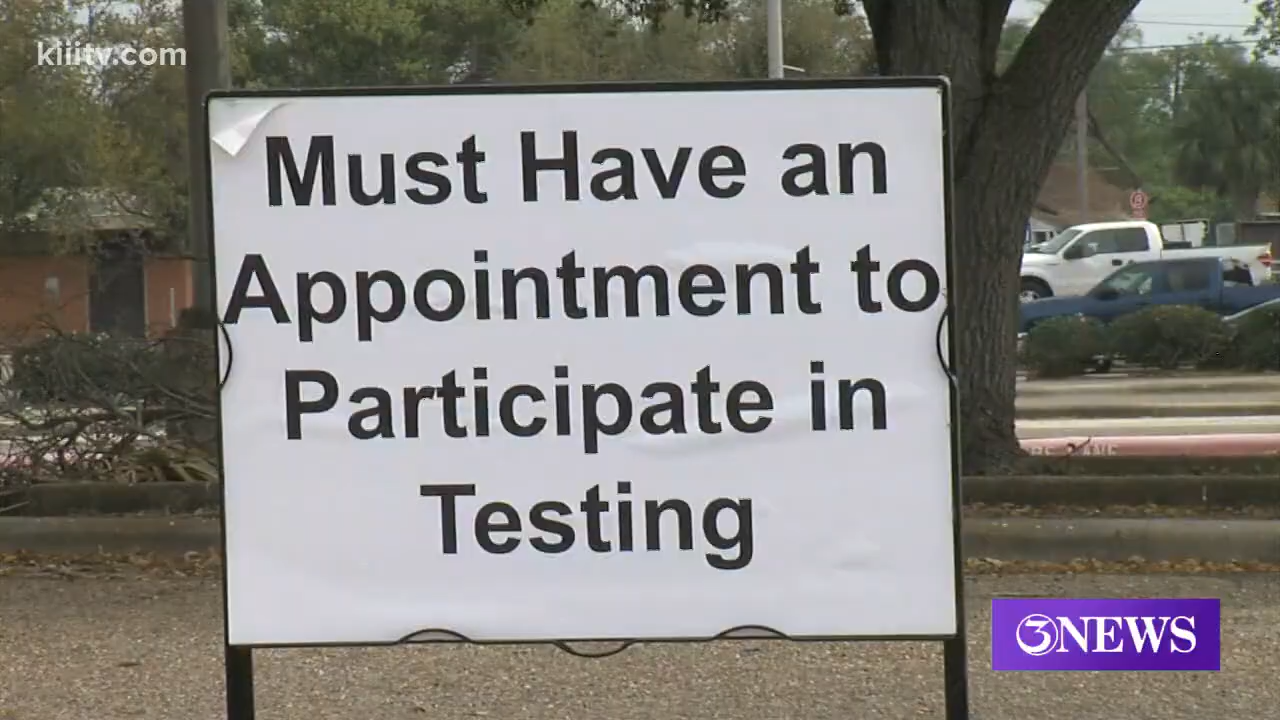 kiiitv.com
Must Have an
Appointment to
Participate in
Testing
3NEWS